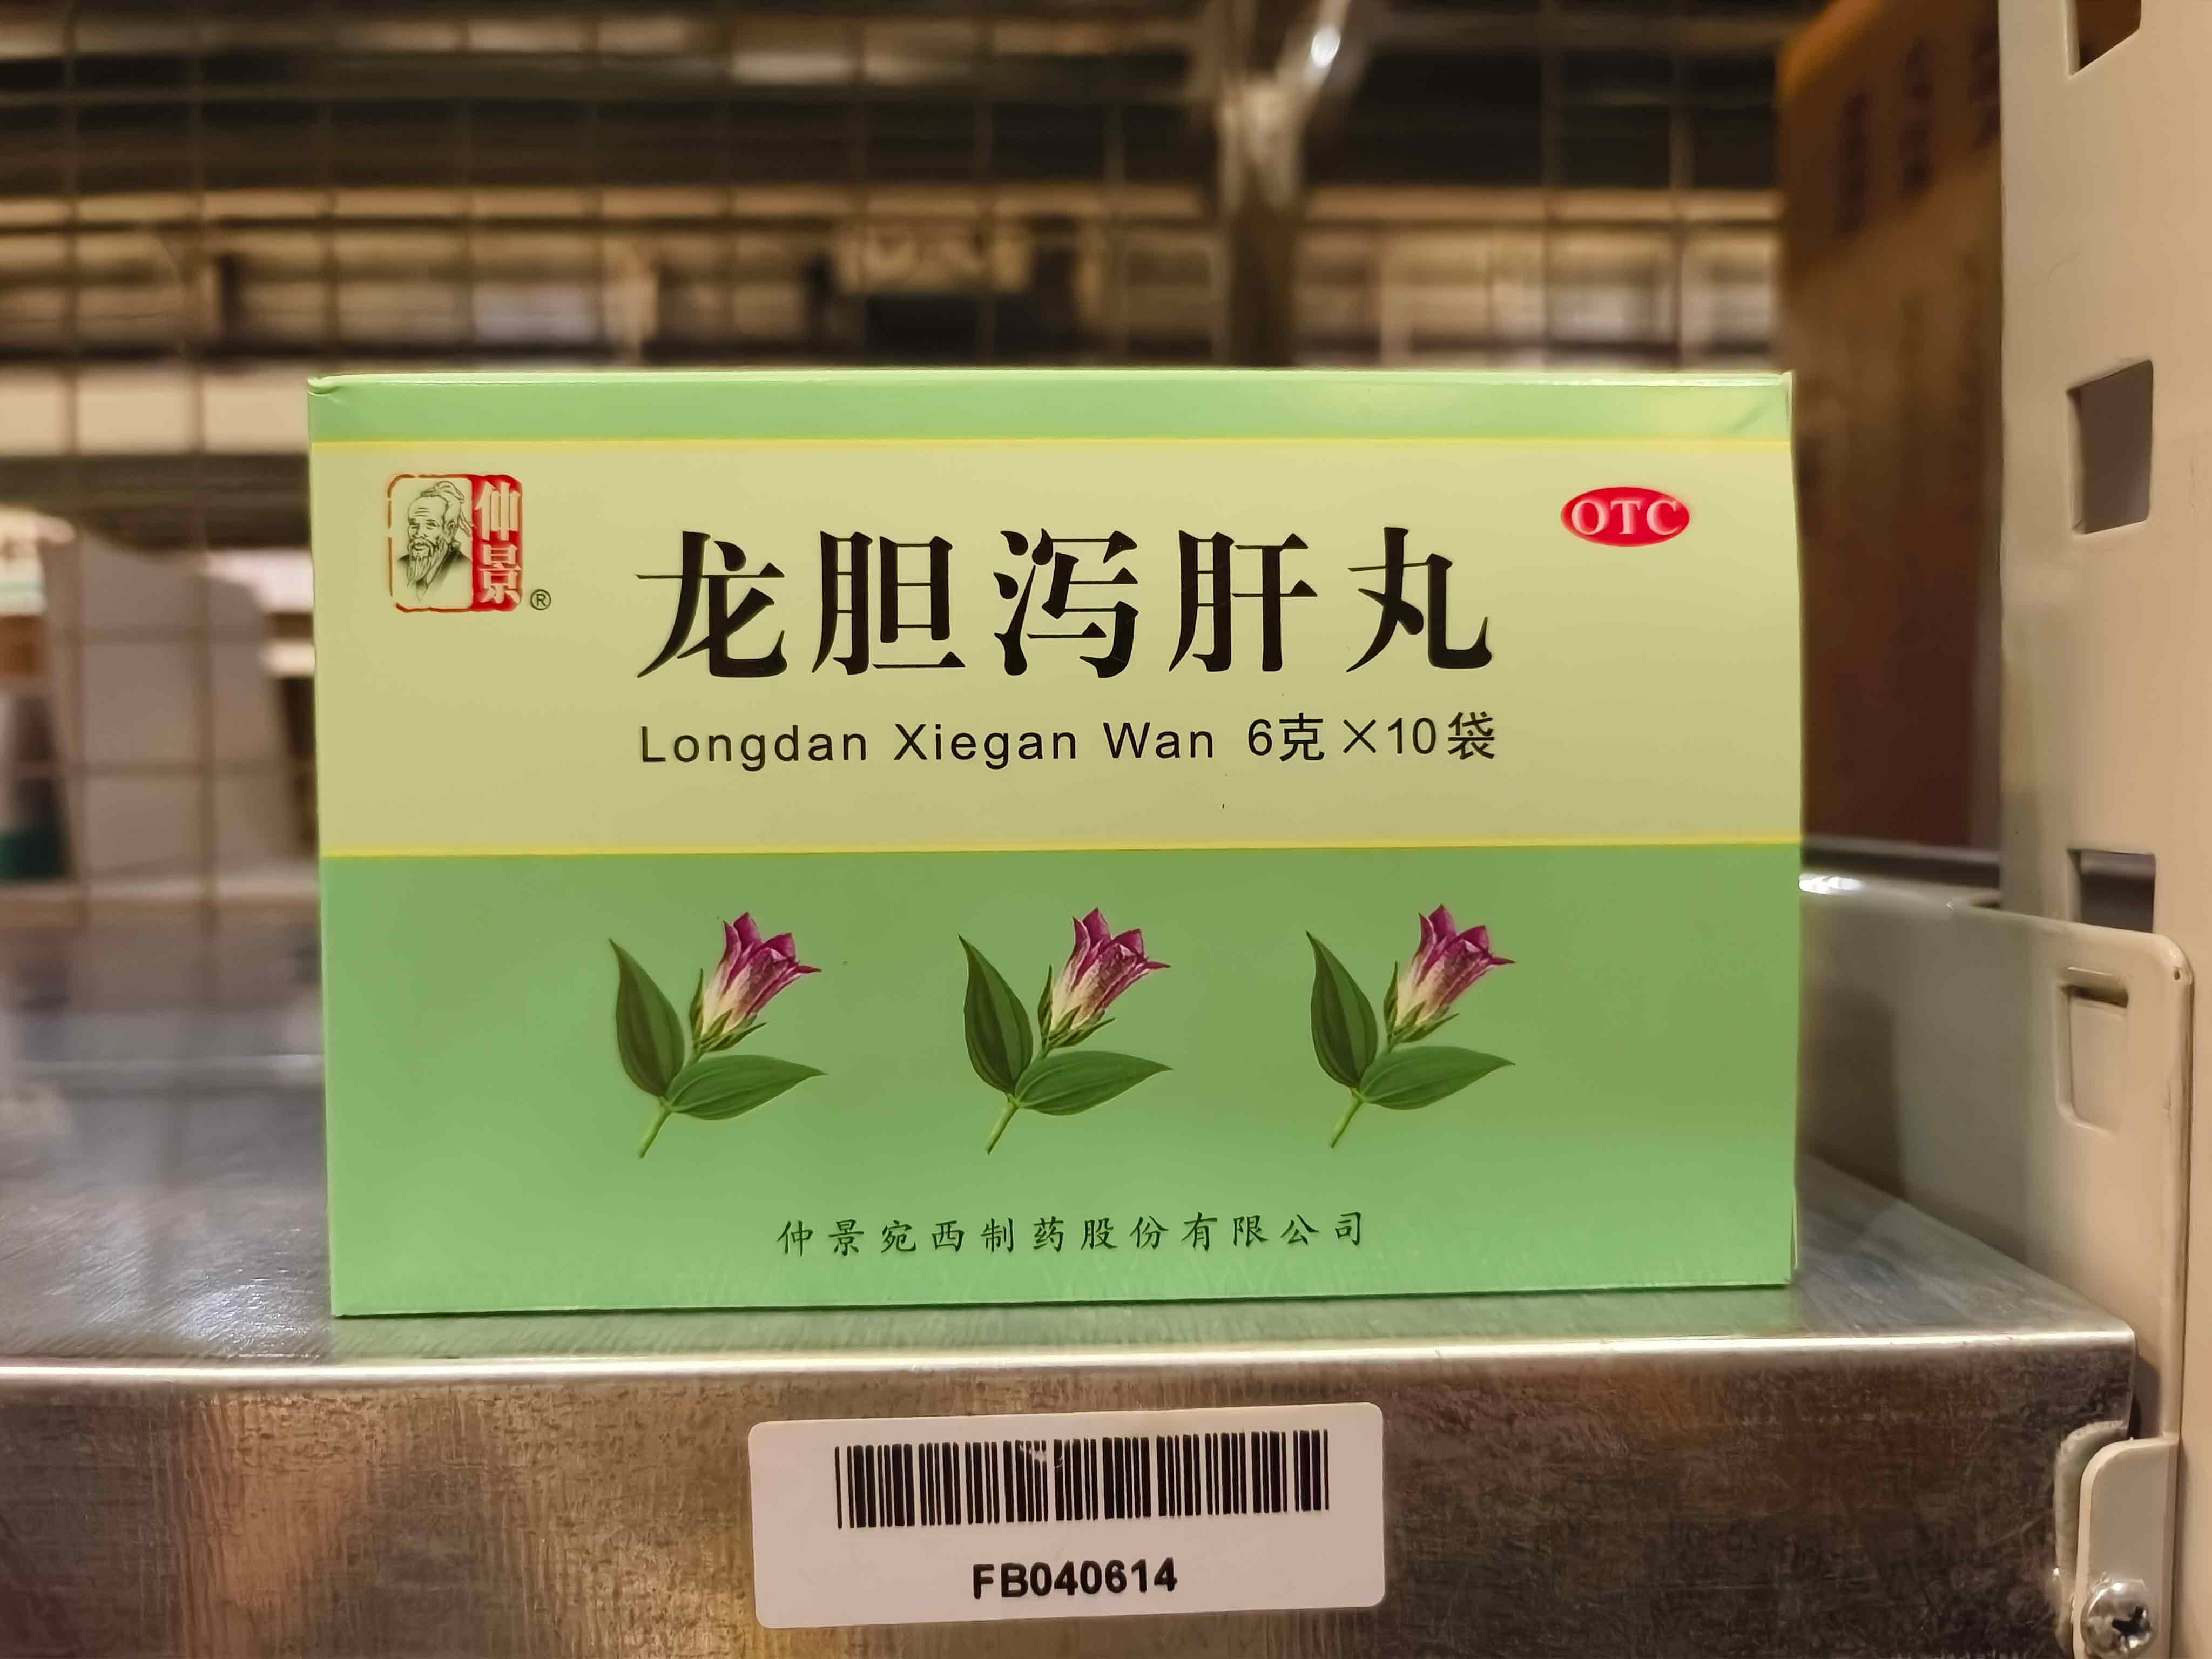 仲景®
OTC
龙胆泻肝丸
Longdan Xiegan Wan 6克×10袋
仲景宛西制药股份有限公司
FB040614